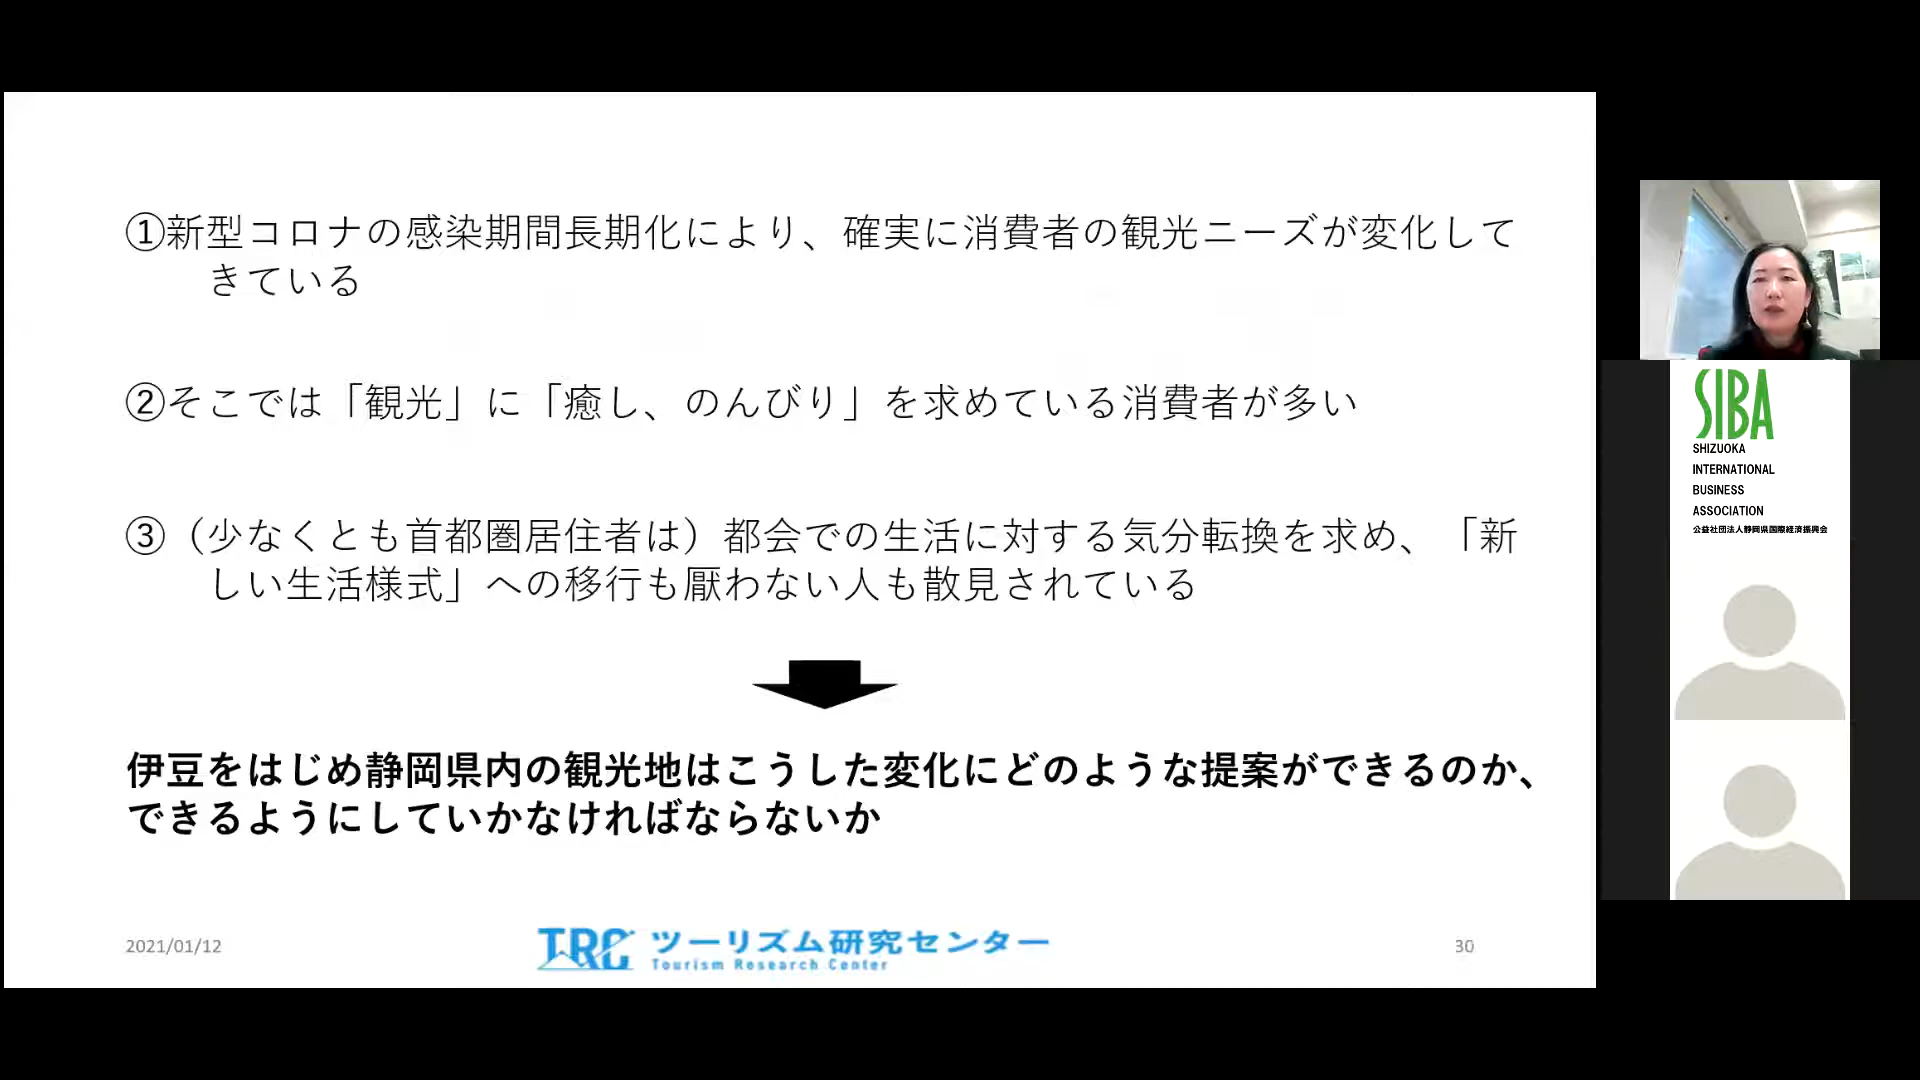 ①新型コロナの感染期間長期化により、確実に消費者の観光ニーズが変化して
きている
②そこでは「観光」に「癒し、のんびり」を求めている消費者が多い
③（少なくとも首都圏居住者は）都会での生活に対する気分転換を求め、「新
しい生活様式」への移行も厭わない人も散見されている
伊豆をはじめ静岡県内の観光地はこうした変化にどのような提案ができるのか、
できるようにしていかなければならないか
2021/01/12
TRC ツーリズム研究センター
Tourism Research Center
30
SIBA
SHIZUOKA
INTERNATIONAL
BUSINESS
ASSOCIATION
公益社団法人静岡県国際経済振興会